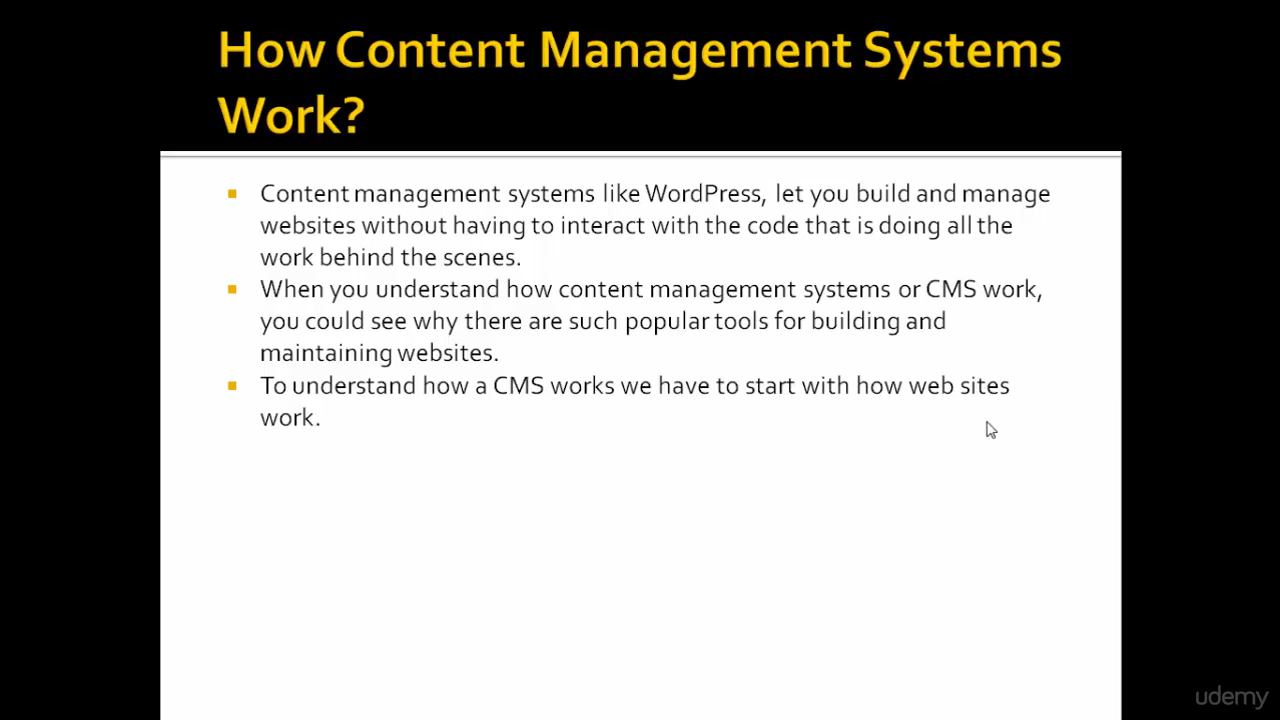 How Content Management Systems
Work?
Content management systems like WordPress, let you build and manage
websites without having to interact with the code that is doing all the
work behind the scenes.
When you understand how content management systems or CMS work,
you could see why there are such popular tools for building and
maintaining websites.
To understand how a CMS works we have to start with how web sites
work.
udemy